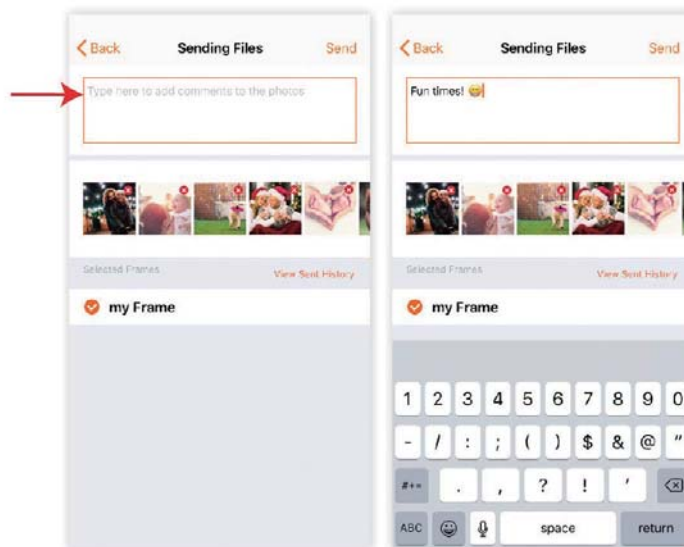 Back Sending Files Send
Type here to add comments to the photos
Selected Frames View Sent History
my Frame
Back Sending Files Send
Fun times! 😄
Selected Frames View Sent History
my Frame
1 2 3 4 5 6 7 8 9 0
- / : ; ( ) $ & @ "
#+= . , ? ! '
ABC space return